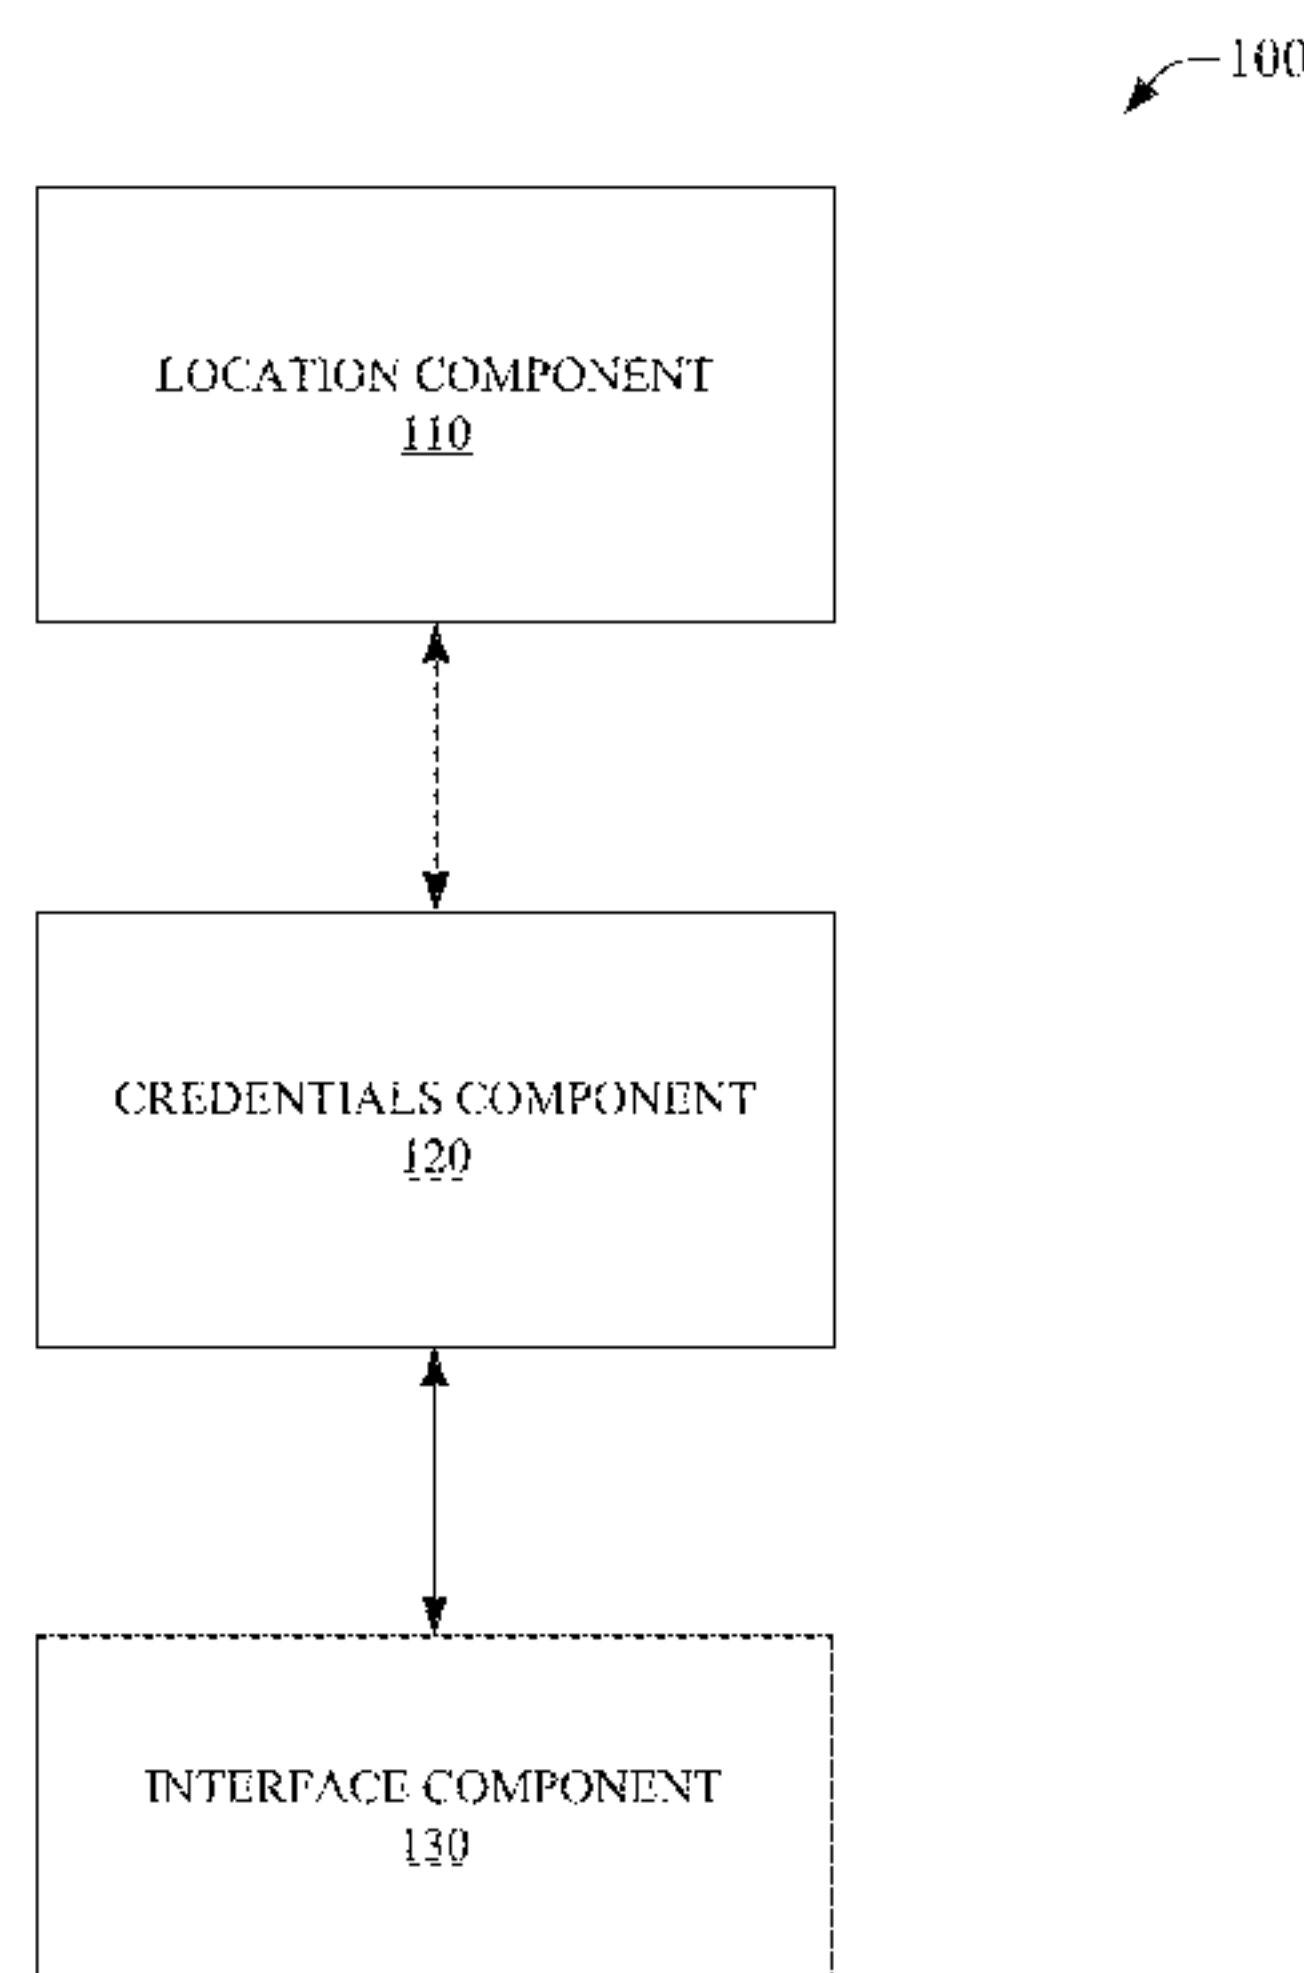 100
LOCATION COMPONENT
110
CREDENTIALS COMPONENT
120
INTERFACE COMPONENT
130